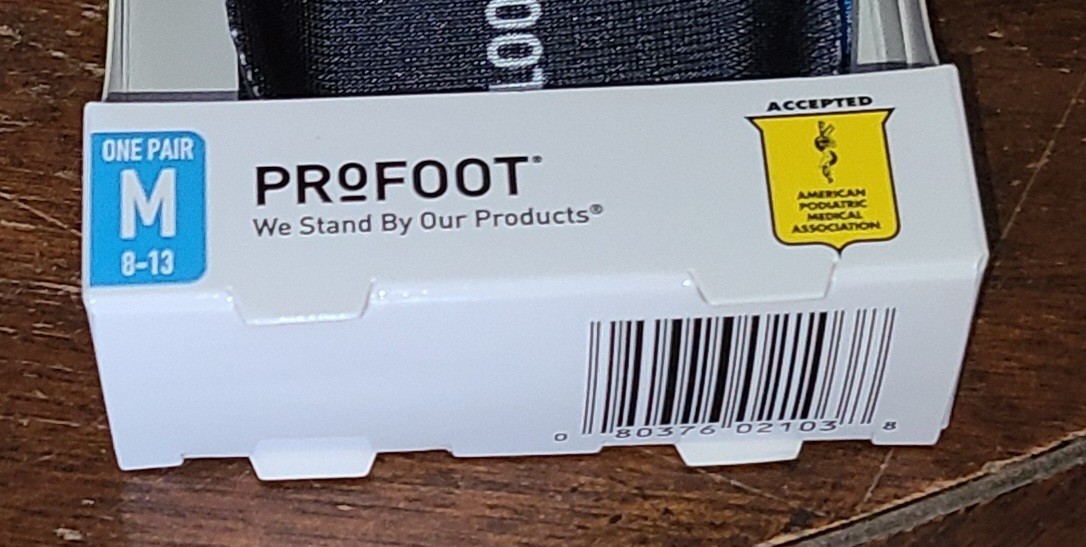 ACCEPTED
AMERICAN
PODIATRIC
MEDICAL
ASSOCIATION
ONE PAIR
M
8-13
PROFOOT®
We Stand By Our Products®
0 80376 02103 8